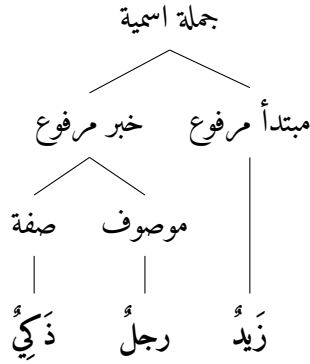 جملة اسمية
مبتدأ مرفوع خبر مرفوع
موصوف صفة
زَيدٌ رجلٌ ذَكِيٌ